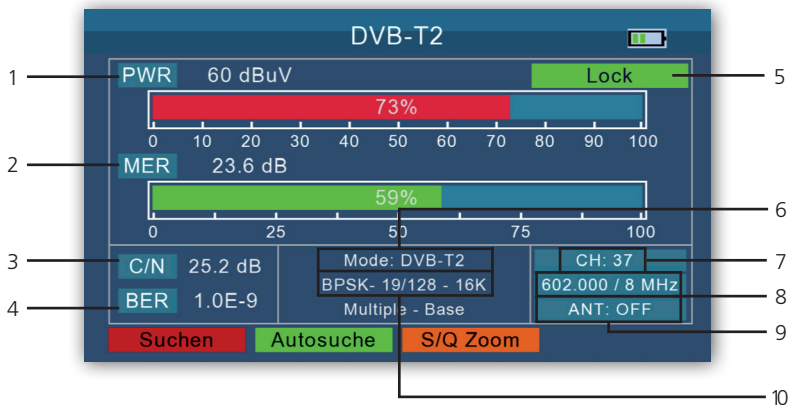 DVB-T2
1 PWR 60 dBuV Lock 5
73%
0 10 20 30 40 50 60 70 80 90 100
2 MER 23.6 dB
59%
6
0 25 50 75 100
3 C/N 25.2 dB Mode: DVB-T2 CH: 37 7
BPSK- 19/128 - 16K 602.000 / 8 MHz 8
4 BER 1.0E-9 Multiple - Base ANT: OFF 9
Suchen Autosuche S/Q Zoom
10